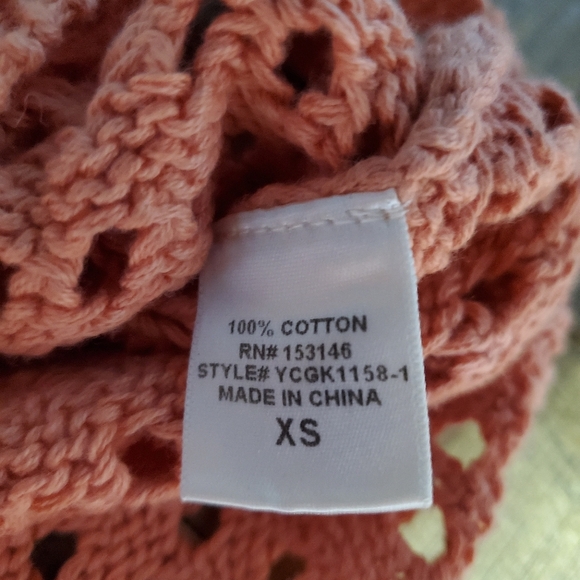 100% COTTON
RN# 153146
STYLE# YCGK1158-1
MADE IN CHINA
XS